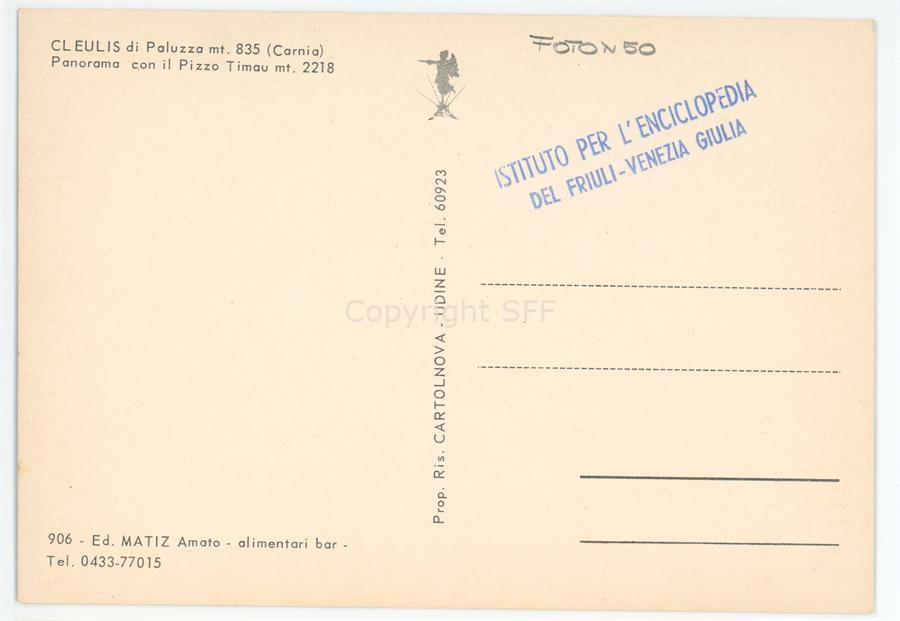 CLEULIS di Paluzza mt. 835 (Carnia)
Panorama con il Pizzo Timau mt. 2218
FOTO N 50
ISTITUTO PER L'ENCICLOPEDIA
DEL FRIULI-VENEZIA GIULIA
Prop. Ris. CARTOLNOVA - UDINE - Tel. 60923
Copyright SFF
906 - Ed. MATIZ Amato - alimentari bar -
Tel. 0433-77015